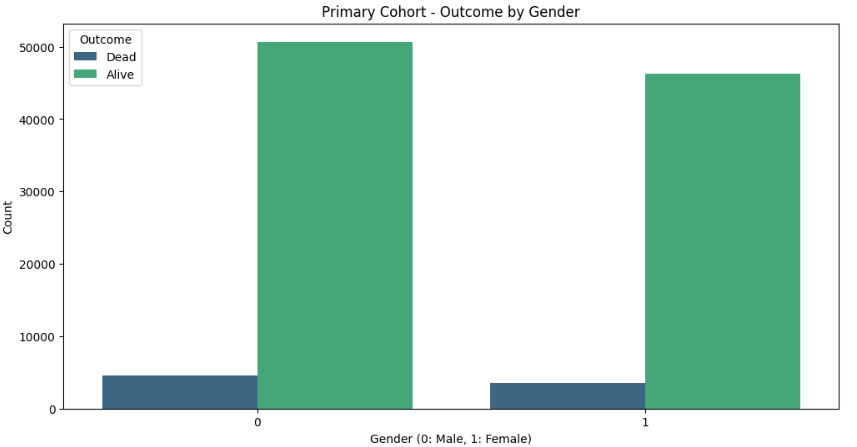 Primary Cohort - Outcome by Gender
Outcome
Dead
Alive
50000
40000
30000
20000
10000
0
Count
0
1
Gender (0: Male, 1: Female)